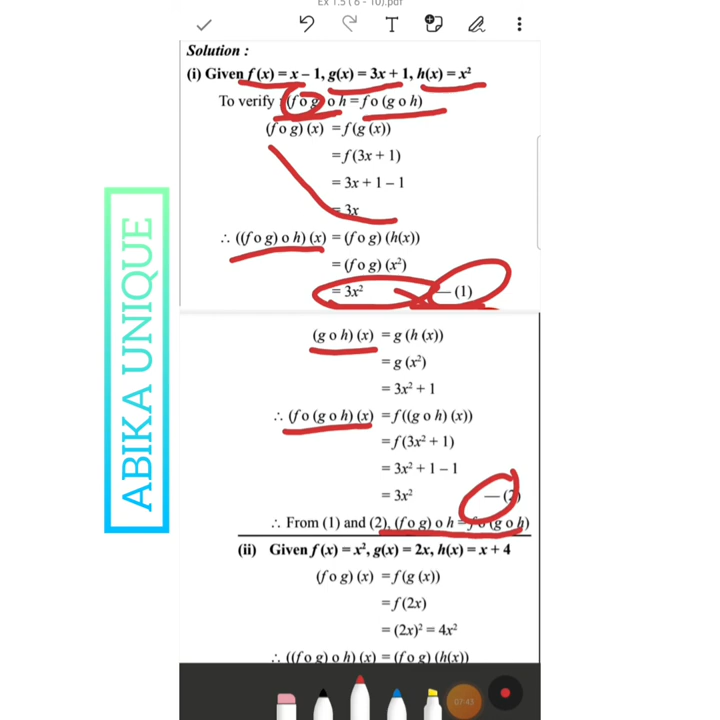 Ex 1.5 (6 - 10).pdf
Solution :
(i) Given f (x) = x – 1, g(x) = 3x + 1, h(x) = x²
To verify (f o g) o h = f o (g o h)
(f o g) (x) = f(g (x))
= f(3x + 1)
= 3x + 1 – 1
= 3x
∴ ((f o g) o h) (x) = (f o g) (h(x))
= (f o g) (x²)
= 3x² — (1)
(g o h) (x) = g (h (x))
= g (x²)
= 3x² + 1
∴ (f o (g o h) (x) = f((g o h) (x))
= f(3x² + 1)
= 3x² + 1 – 1
= 3x² — (2)
∴ From (1) and (2), (f o g) o h = f o (g o h)
(ii) Given f (x) = x², g(x) = 2x, h(x) = x + 4
(f o g) (x) = f(g (x))
= f(2x)
= (2x)² = 4x²
∴ ((f o g) o h) (x) = (f o g) (h(x))
ABIKA UNIQUE
07:43